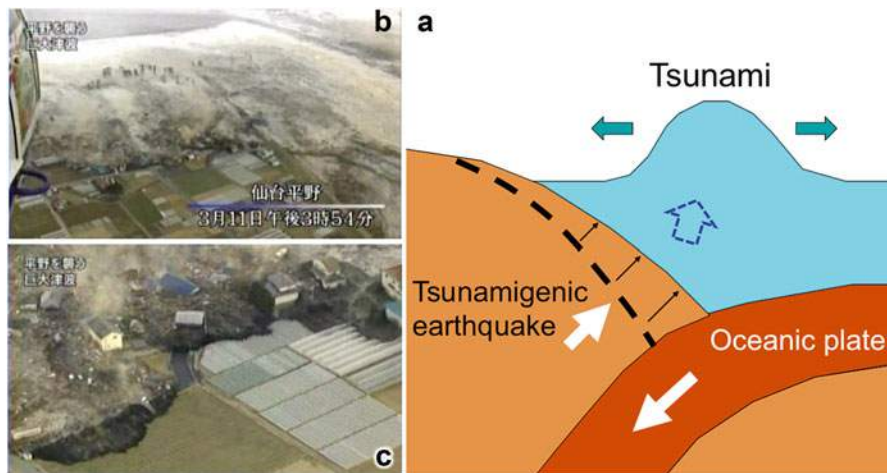 平野を襲う
巨大津波
b
仙台平野
3月11日午後3時54分
平野を襲う
巨大津波
c
a
Tsunami
Tsunamigenic
earthquake
Oceanic plate